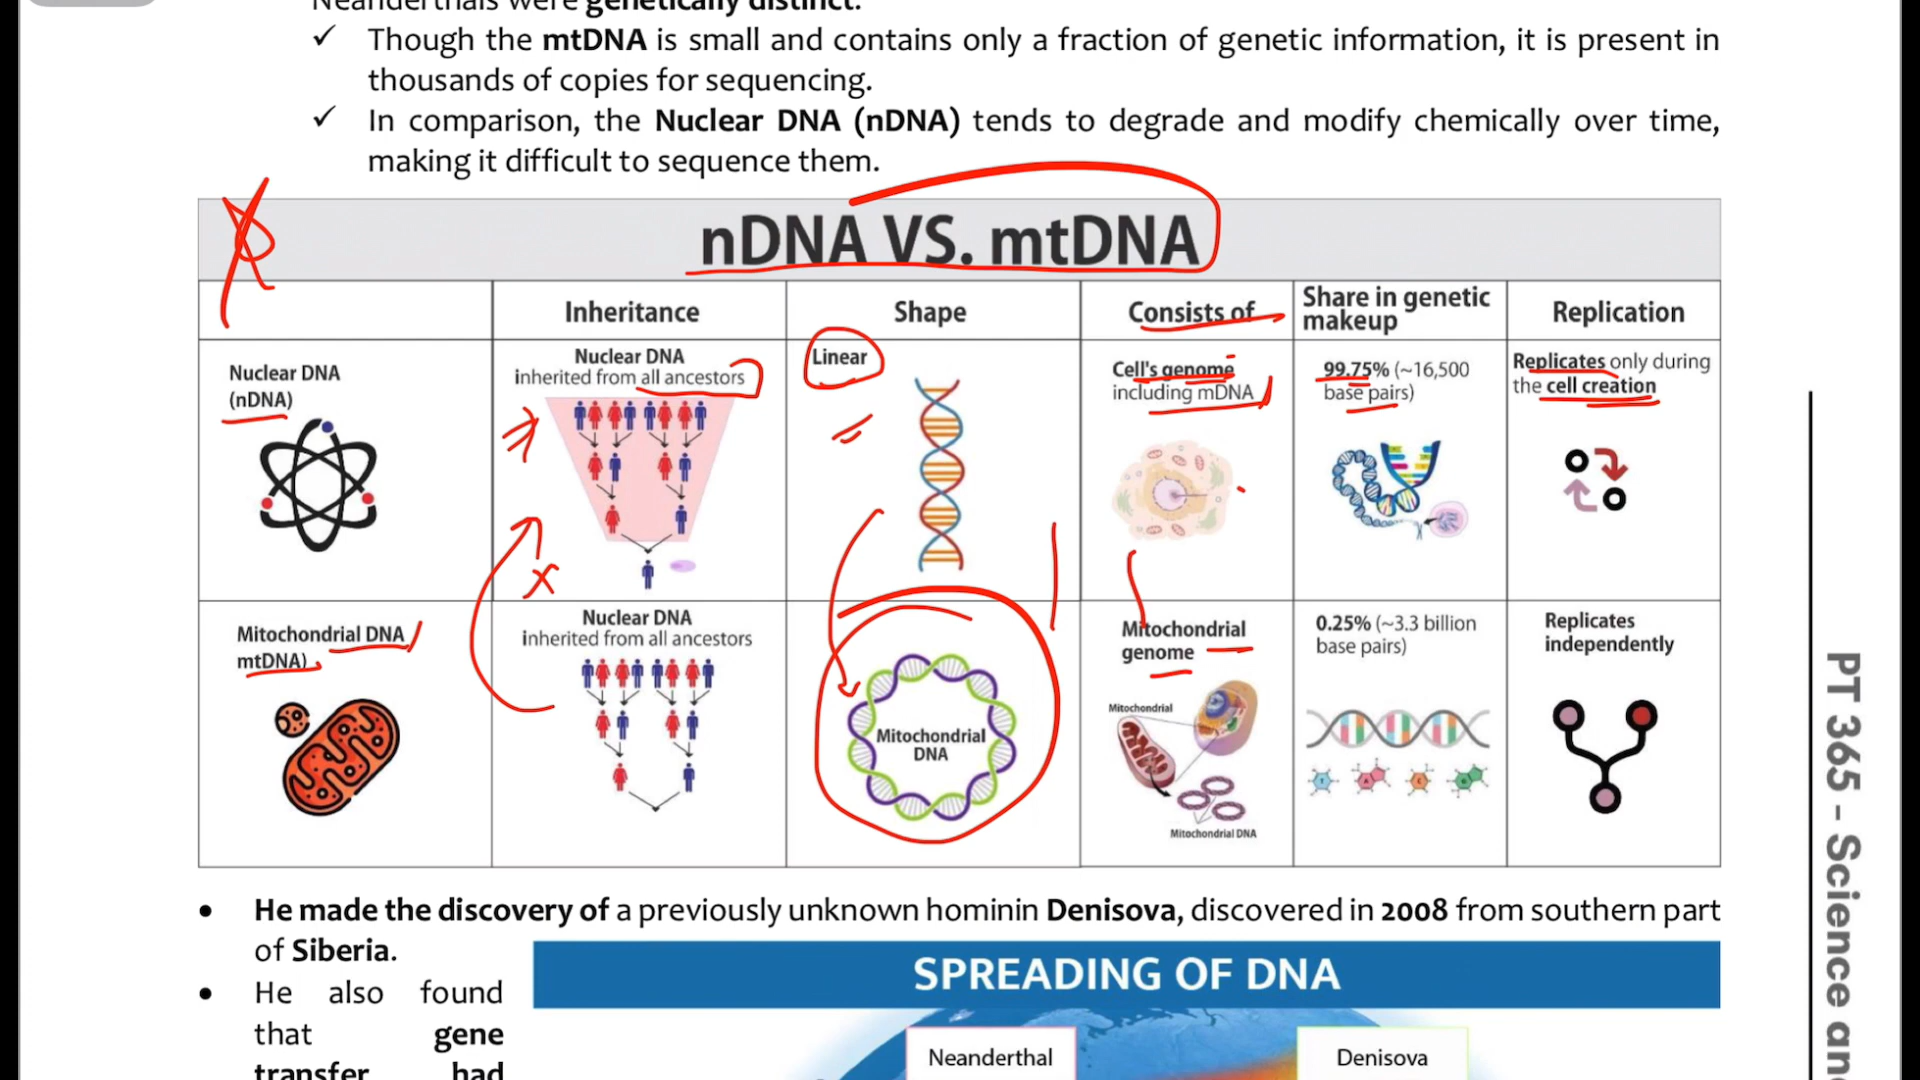 Neanderthals were genetically distinct.
✓ Though the mtDNA is small and contains only a fraction of genetic information, it is present in
thousands of copies for sequencing.
✓ In comparison, the Nuclear DNA (nDNA) tends to degrade and modify chemically over time,
making it difficult to sequence them.
nDNA VS. mtDNA
Inheritance
Shape
Consists of
Share in genetic
makeup
Replication
Nuclear DNA
(nDNA)
Nuclear DNA
inherited from all ancestors
Linear
Cell's genome
including mDNA
99.75% (~16,500
base pairs)
Replicates only during
the cell creation
Mitochondrial DNA
mtDNA)
Nuclear DNA
inherited from all ancestors
Mitochondrial
DNA
Mitochondrial
genome
Mitochondrial
Mitochondrial DNA
0.25% (~3.3 billion
base pairs)
Replicates
independently
• He made the discovery of a previously unknown hominin Denisova, discovered in 2008 from southern part
of Siberia.
• He also found
that gene
transfer had
SPREADING OF DNA
Neanderthal
Denisova
PT 365 - Science and